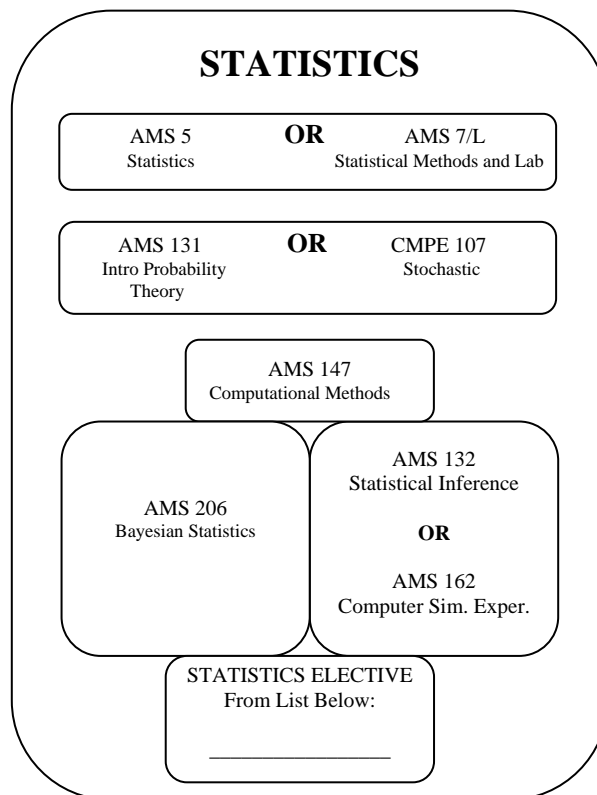 STATISTICS
AMS 5 OR AMS 7/L
Statistics Statistical Methods and Lab
AMS 131 OR CMPE 107
Intro Probability Stochastic
Theory
AMS 147
Computational Methods
AMS 206
Bayesian Statistics
AMS 132
Statistical Inference
OR
AMS 162
Computer Sim. Exper.
STATISTICS ELECTIVE
From List Below: